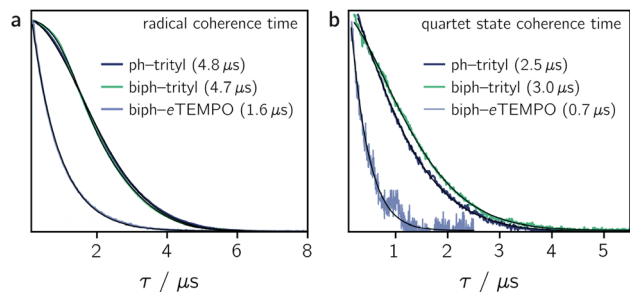 a
radical coherence time
ph–trityl (4.8 μs)
biph–trityl (4.7 μs)
biph–eTEMPO (1.6 μs)
2 4 6 8
τ / μs
b
quartet state coherence time
ph–trityl (2.5 μs)
biph–trityl (3.0 μs)
biph–eTEMPO (0.7 μs)
1 2 3 4 5
τ / μs